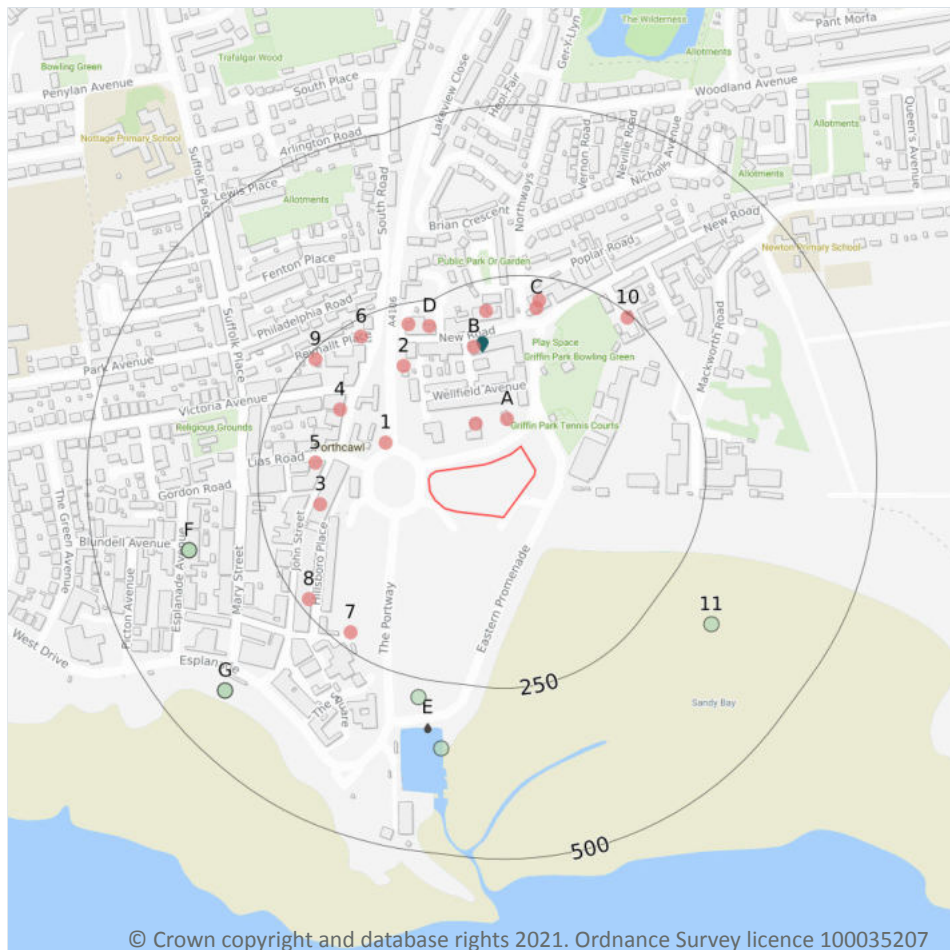 The Wilderness
Pant Morfa
Bowling Green
Trafalgar Wood
Ger-Y-Llyn
Allotments
Perrylan Avenue
South Place
Lakeview Close
Heol-Fair
Woodland Avenue
Nottage Primary School
Arlington Road
Vernon Road
Neville Road
Nicholls Avenue
Allotments
Queen's Avenue
Suffolk Place
Lewis Place
South Road
Northways
Allotments
Allotments
Brian Crescent
New Road
Fenton Place
Public Park Or Garden
Poplar Road
Newton Primary School
C
10
Philadelphia Road
A4106
D
6
B
New Road
9
Reynallt Place
2
Play Space
Griffin Park Bowling Green
Park Avenue
Suffolk Place
Mackworth Road
Wellfield Avenue
4
A
Victoria Avenue
Religious Grounds
1
Griffin Park Tennis Courts
Porthcawl
5
Lias Road
Gordon Road
3
The Green Avenue
John Street
Hillsboro Place
F
Blundell Avenue
Esplanade Avenue
Mary Street
Picton Avenue
8
The Portway
Eastern Promenade
11
7
West Drive
Esplanade
G
250
E
The Square
Sandy Bay
500
© Crown copyright and database rights 2021. Ordnance Survey licence 100035207